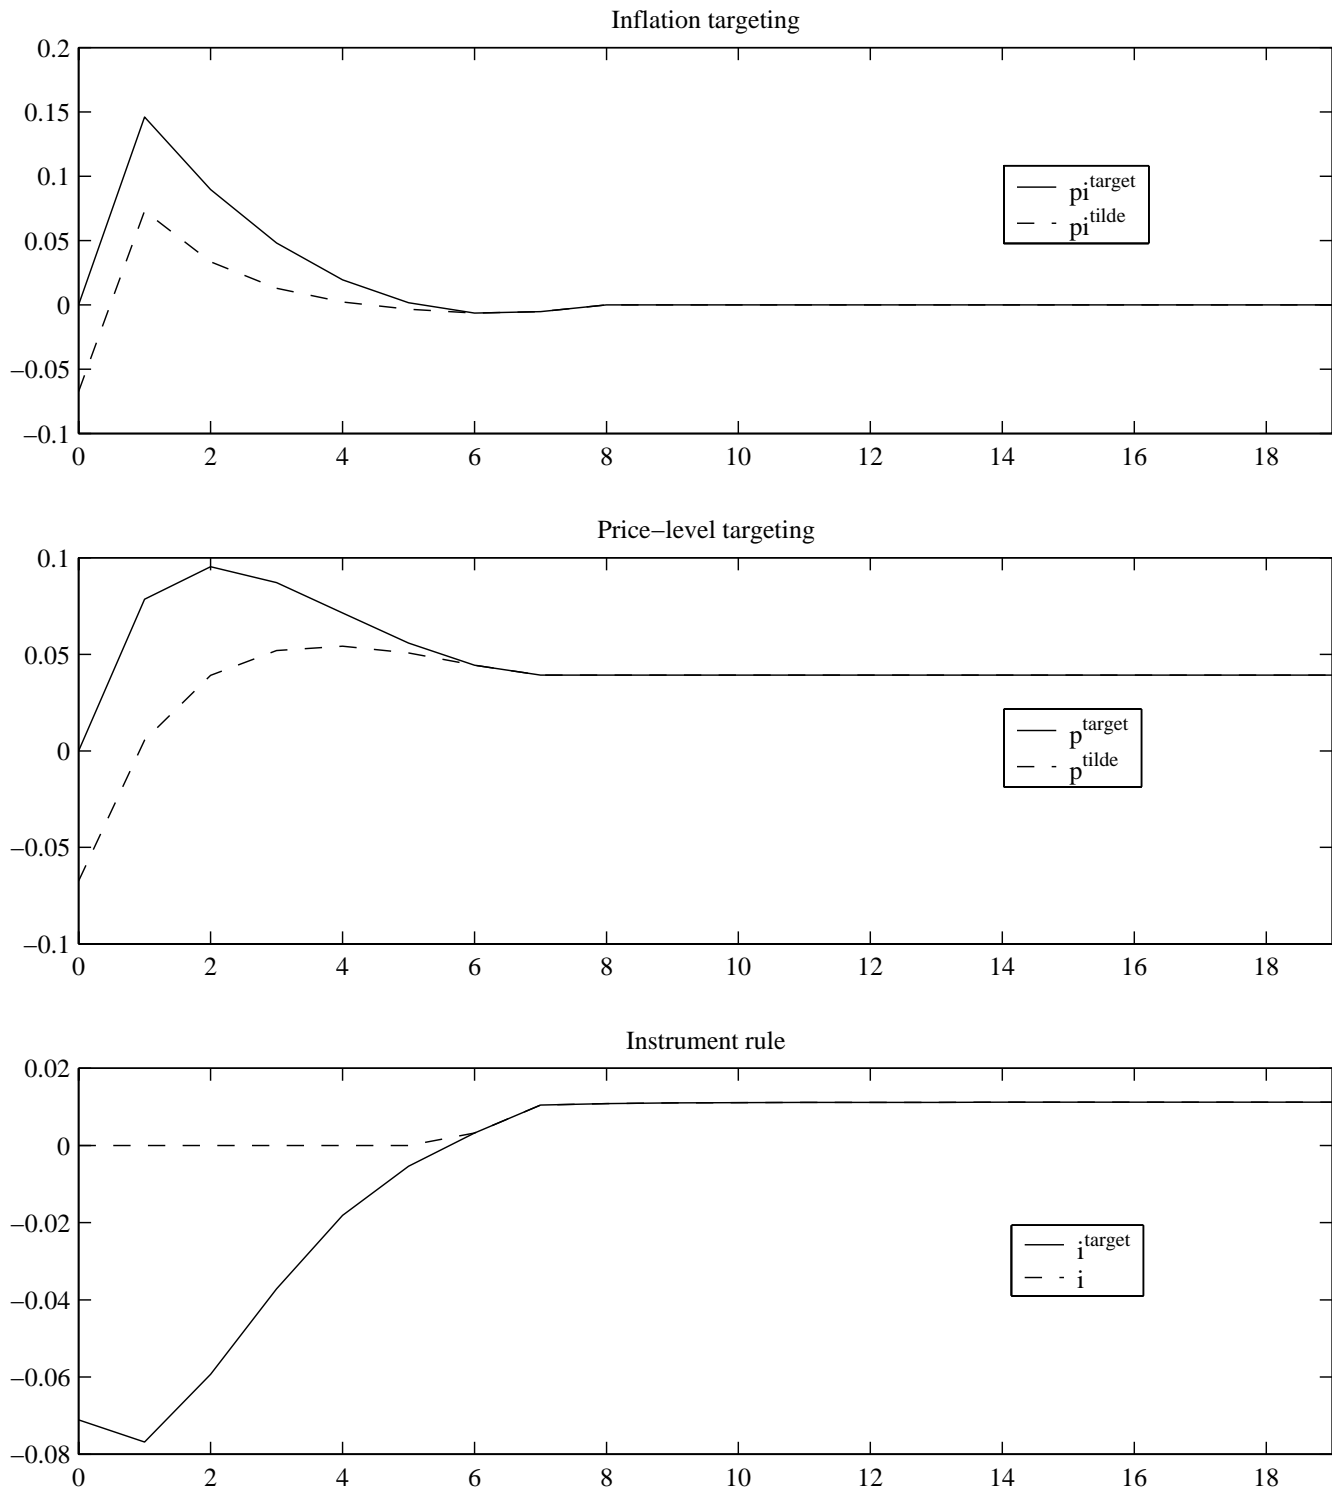 Inflation targeting
0.2
0.15
0.1
0.05
0
−0.05
−0.1
pi^target
pi^tilde
0 2 4 6 8 10 12 14 16 18
Price−level targeting
0.1
0.05
0
−0.05
−0.1
p^target
p^tilde
0 2 4 6 8 10 12 14 16 18
Instrument rule
0.02
0
−0.02
−0.04
−0.06
−0.08
i^target
i
0 2 4 6 8 10 12 14 16 18